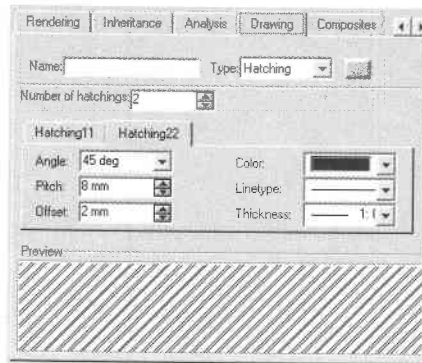 Rendering Inheritance Analysis Drawing Composites
Name: Type: Hatching
Number of hatchings: 2
Hatching11 Hatching22
Angle: 45 deg Color:
Pitch: 8 mm Linetype:
Offset: 2 mm Thickness: 1: (
Preview